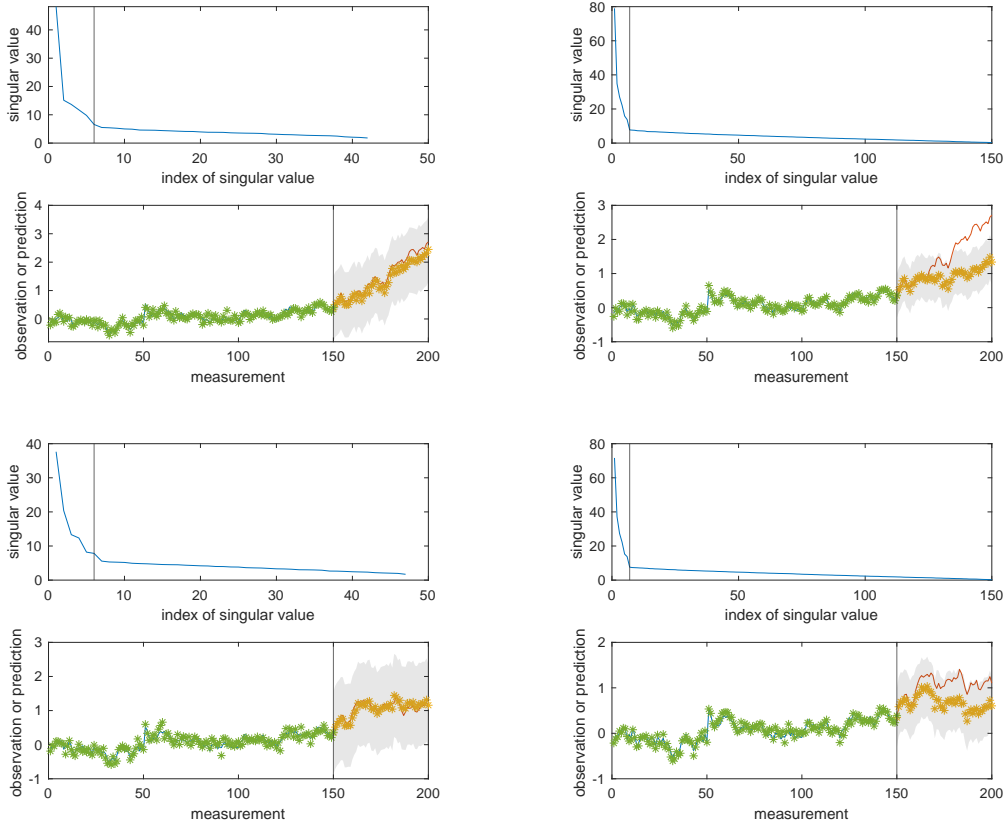 singular value
40
30
20
10
0
0 10 20 30 40 50
index of singular value
singular value
80
60
40
20
0
0 50 100 150
index of singular value
observation or prediction
4
3
2
1
0
0 50 100 150 200
measurement
observation or prediction
3
2
1
0
-1
0 50 100 150 200
measurement
singular value
40
30
20
10
0
0 10 20 30 40 50
index of singular value
singular value
80
60
40
20
0
0 50 100 150
index of singular value
observation or prediction
3
2
1
0
-1
0 50 100 150 200
measurement
observation or prediction
2
1
0
-1
0 50 100 150 200
measurement